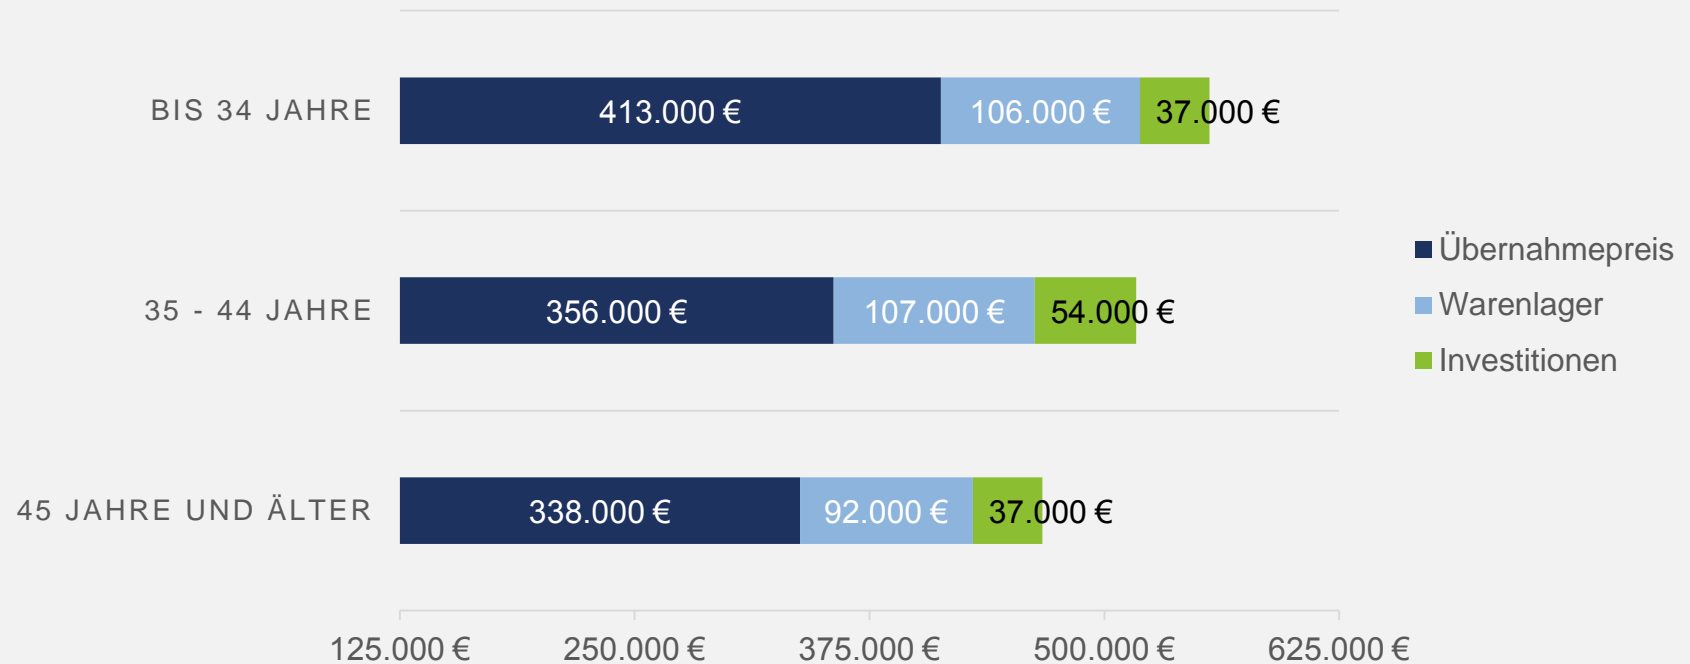 BIS 34 JAHRE
413.000 € 106.000 € 37.000 €
35 - 44 JAHRE
356.000 € 107.000 € 54.000 €
45 JAHRE UND ÄLTER
338.000 € 92.000 € 37.000 €
125.000 € 250.000 € 375.000 € 500.000 € 625.000 €
Übernahmepreis
Warenlager
Investitionen